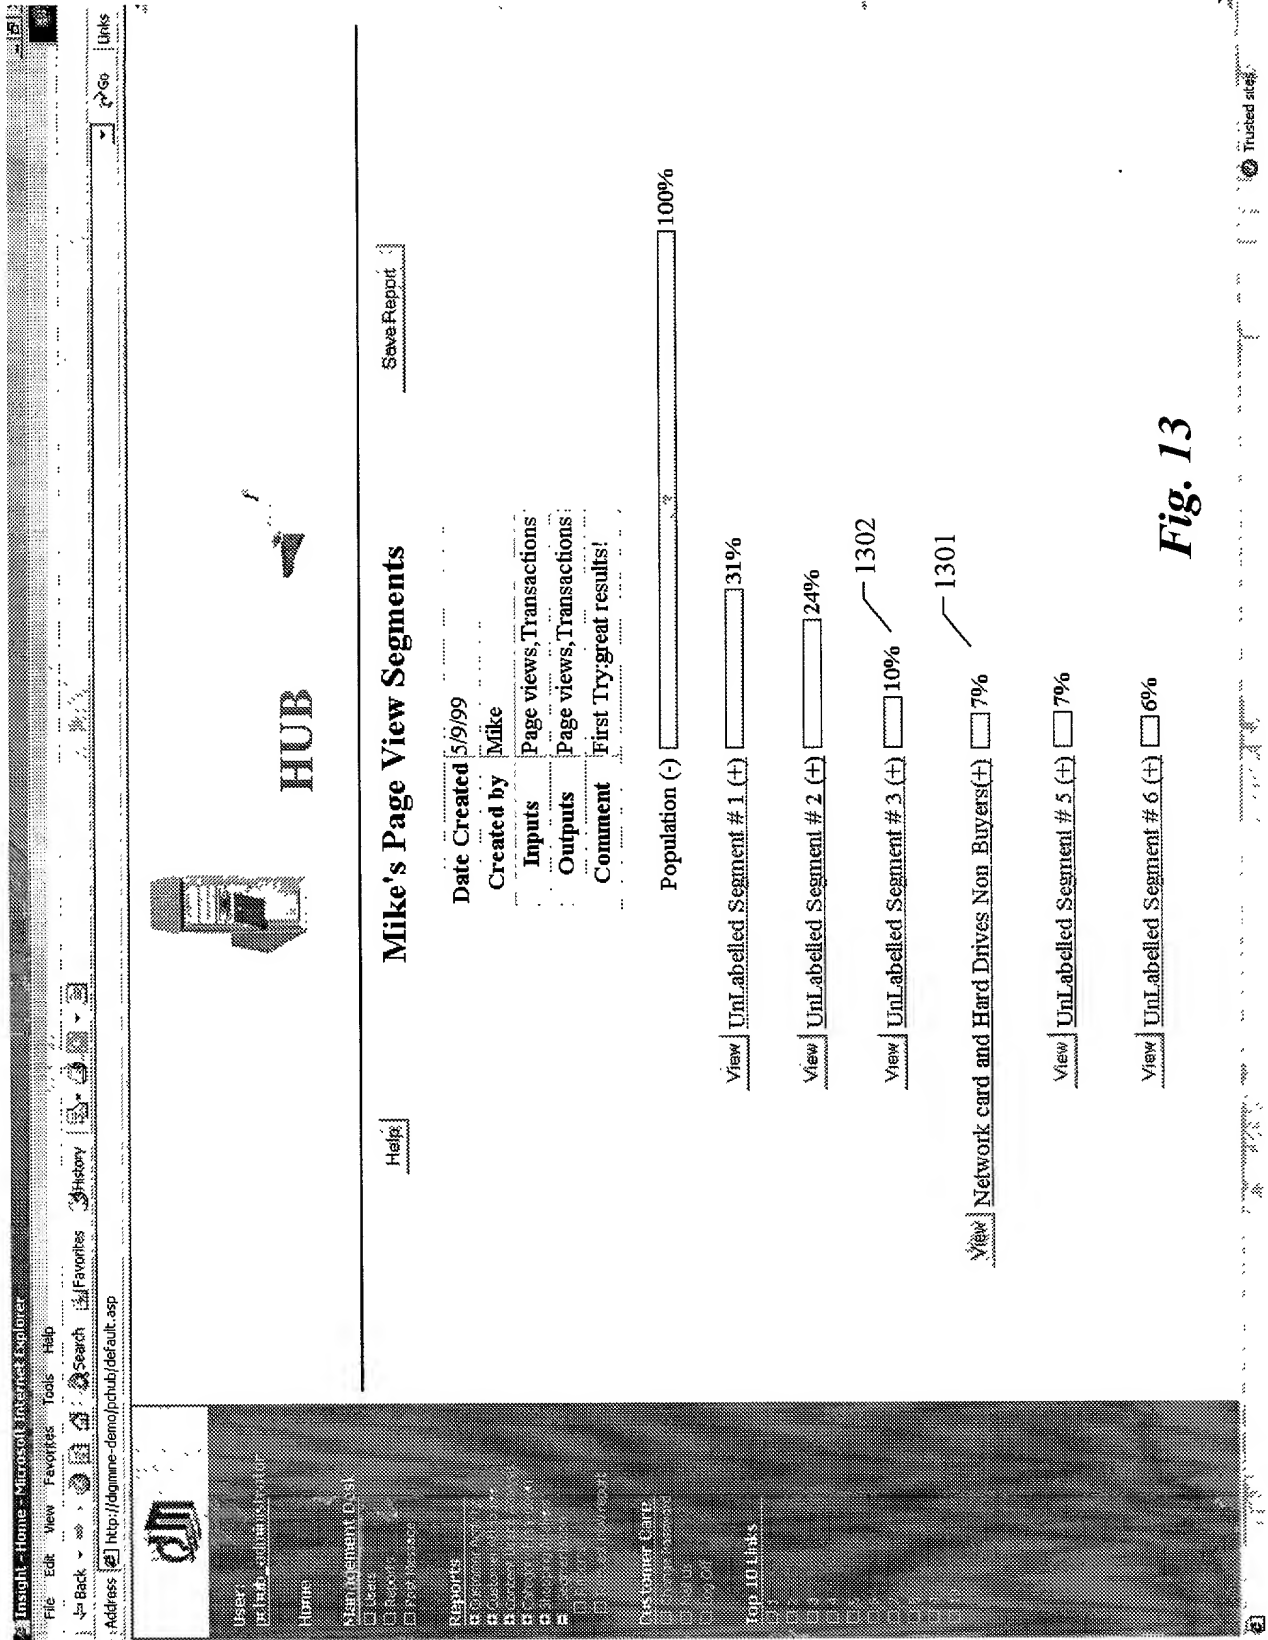 Insight - Home - Microsoft Internet Explorer
File Edit View Favorites Tools Help
Back Search Favorites History
Address http://digimine-demo/pchub/default.asp Go Links
User:
Home
Management Desk
Users
Reports
Reports
Customer Care
Top 10 Links
HUB
Help
Mike's Page View Segments
Save Report
Date Created 5/9/99
Created by Mike
Inputs Page views,Transactions
Outputs Page views,Transactions
Comment First Try:great results!
Population (-) 100%
View UnLabelled Segment # 1 (+) 31%
View UnLabelled Segment # 2 (+) 24%
View UnLabelled Segment # 3 (+) 10%
1302
View Network card and Hard Drives Non Buyers(+) 7%
1301
View UnLabelled Segment # 5 (+) 7%
View UnLabelled Segment # 6 (+) 6%
Fig. 13
Trusted sites